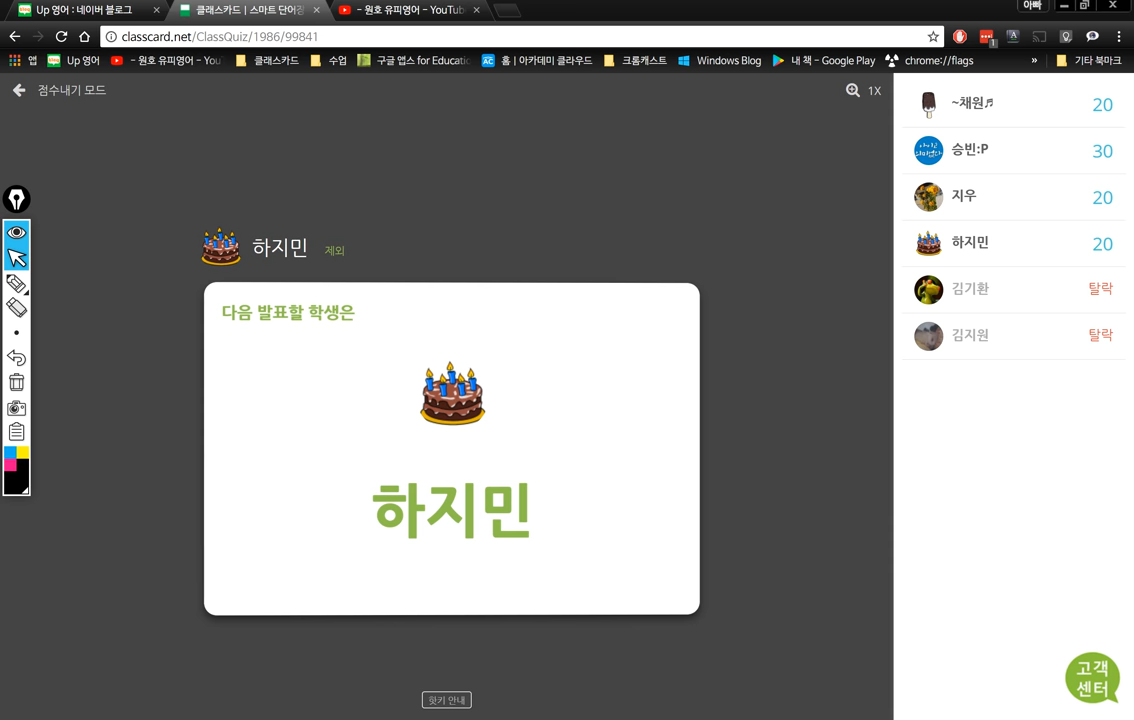 Up 영어 : 네이버 블로그
클래스카드 | 스마트 단어장
- 원호 유피영어 - YouTub
아빠
classcard.net/ClassQuiz/1986/99841
앱
Up 영어
- 원호 유피영어 - You
클래스카드
수업
구글 앱스 for Educatic
홈 | 아카데미 클라우드
크롬캐스트
Windows Blog
내 책 - Google Play
chrome://flags
»
기타 북마크
점수내기 모드
1X
~채원♬
20
승빈:P
30
지우
20
하지민
20
김기환
탈락
김지원
탈락
하지민
제외
다음 발표할 학생은
하지민
핫키 안내
고객
센터